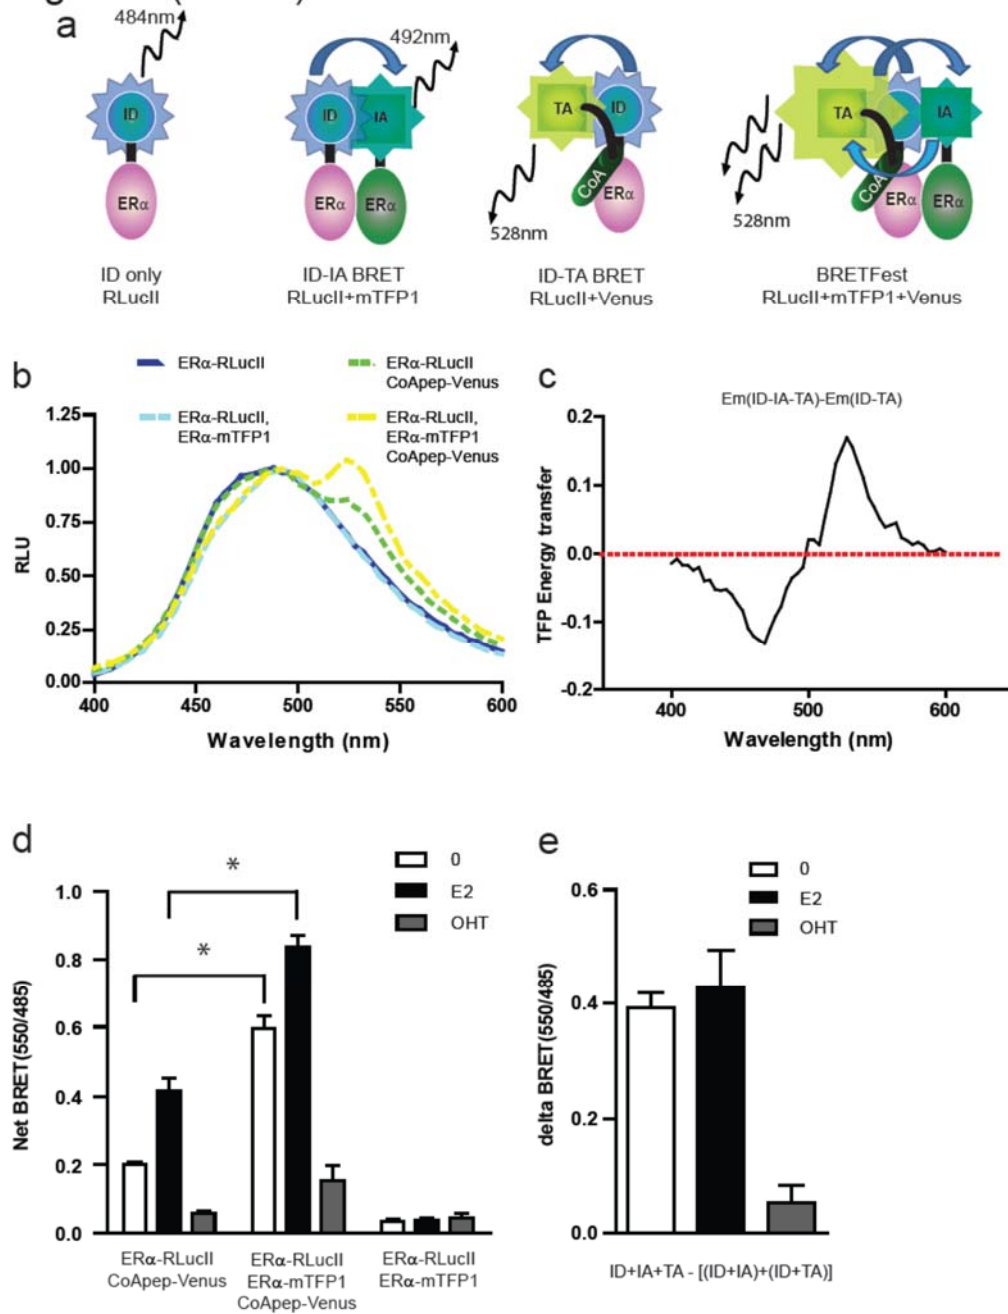 a
484nm
492nm
ID
ID
IA
TA
ID
TA
IA
CoA
CoA
ERα
ERα
ERα
ERα
ERα
ERα
528nm
528nm
ID only
RLucII
ID-IA BRET
RLucII+mTFP1
ID-TA BRET
RLucII+Venus
BRETFest
RLucII+mTFP1+Venus
b
ERα-RLucII
ERα-RLucII
CoApep-Venus
ERα-RLucII,
ERα-mTFP1
ERα-RLucII,
ERα-mTFP1
CoApep-Venus
RLU
1.25
1.00
0.75
0.50
0.25
0.00
400
450
500
550
600
Wavelength (nm)
c
Em(ID-IA-TA)-Em(ID-TA)
TFP Energy transfer
0.2
0.1
0.0
-0.1
-0.2
400
500
600
Wavelength (nm)
d
0
E2
OHT
*
*
Net BRET(550/485)
1.0
0.8
0.6
0.4
0.2
0.0
ERα-RLucII
CoApep-Venus
ERα-RLucII
ERα-mTFP1
CoApep-Venus
ERα-RLucII
ERα-mTFP1
e
0
E2
OHT
delta BRET(550/485)
0.6
0.4
0.2
0.0
ID+IA+TA - [(ID+IA)+(ID+TA)]